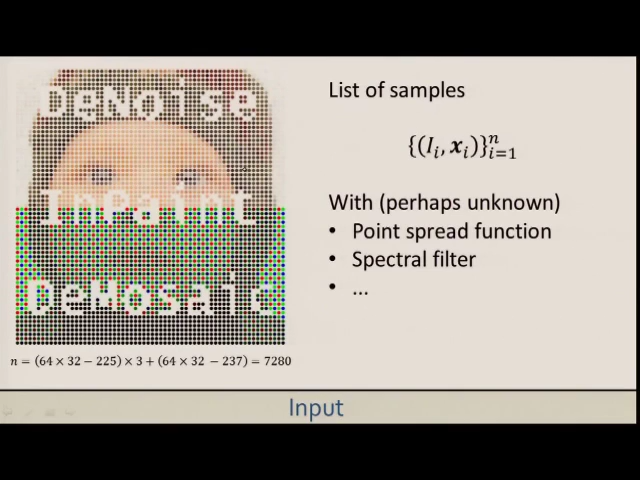 DeNoise
InPaint
DeMosaic
n = (64 × 32 − 225) × 3 + (64 × 32 − 237) = 7280
List of samples
{(I_i, x_i)}_{i=1}^n
With (perhaps unknown)
• Point spread function
• Spectral filter
• ...
Input